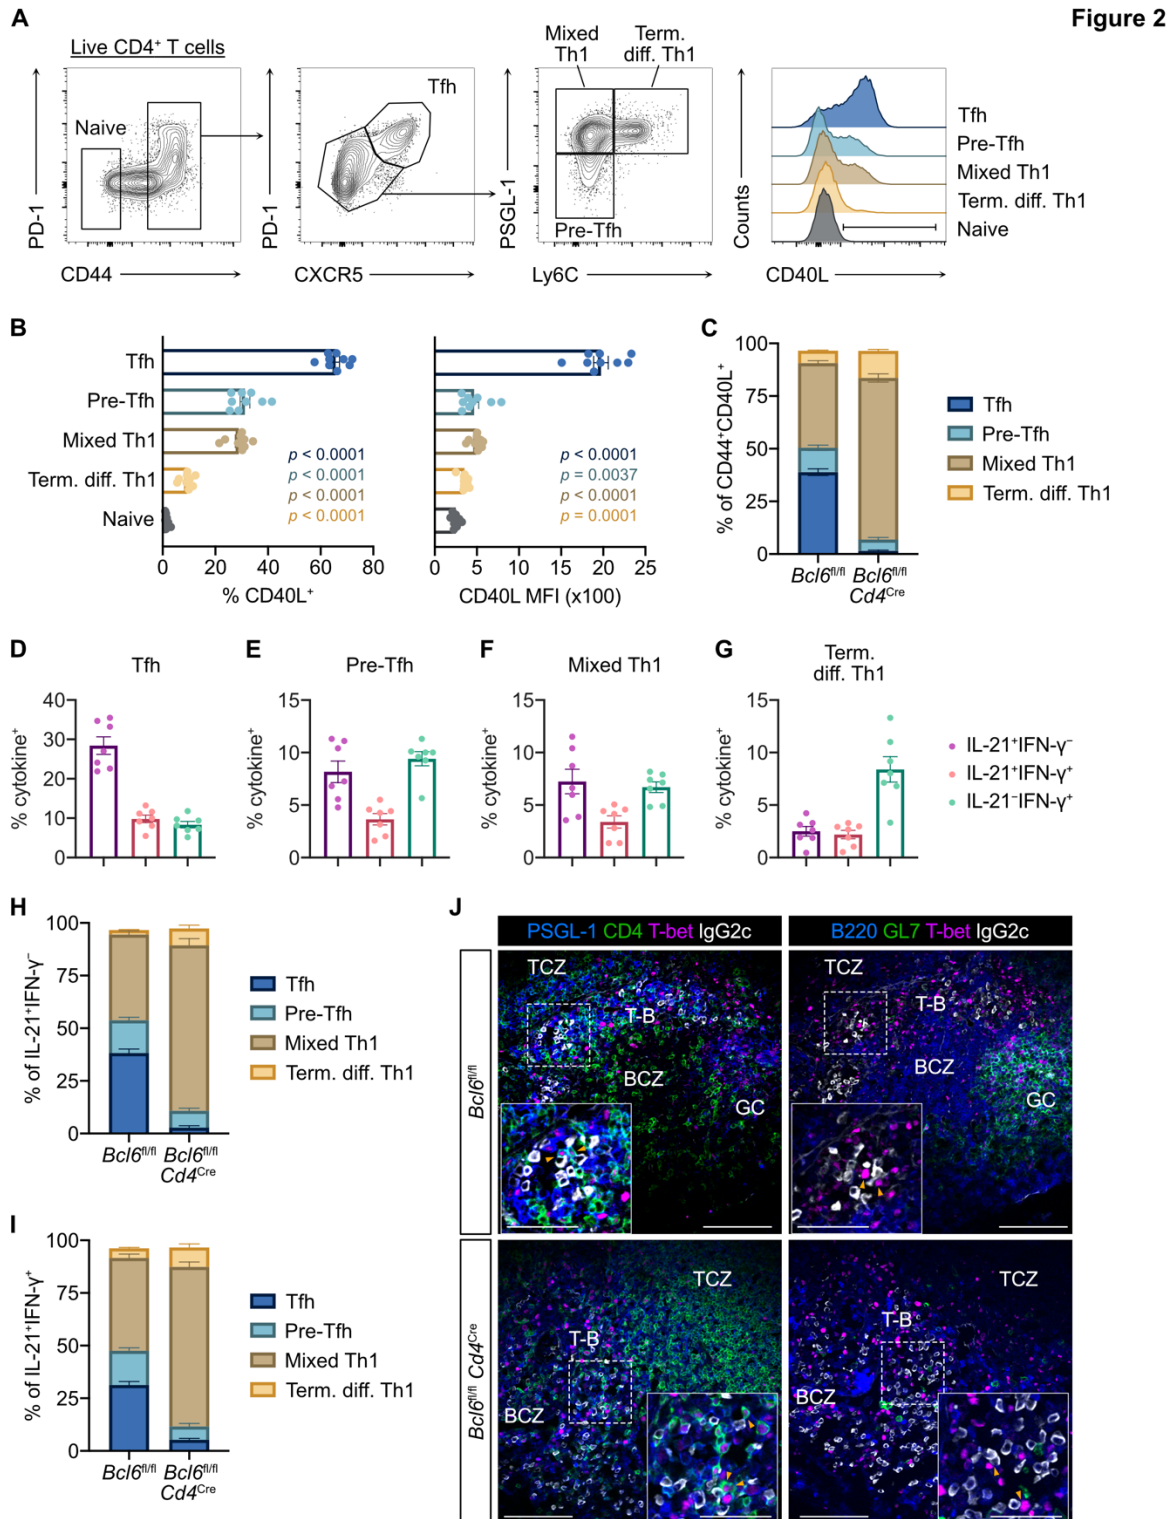 Figure 2
A
Live CD4⁺ T cells
Naive
PD-1
CD44
Tfh
PD-1
CXCR5
Mixed Th1
Term. diff. Th1
Pre-Tfh
PSGL-1
Ly6C
Counts
CD40L
Tfh
Pre-Tfh
Mixed Th1
Term. diff. Th1
Naive
B
Tfh
Pre-Tfh
Mixed Th1
Term. diff. Th1
Naive
p < 0.0001
p < 0.0001
p < 0.0001
p < 0.0001
0 20 40 60 80
% CD40L⁺
p < 0.0001
p = 0.0037
p < 0.0001
p = 0.0001
0 5 10 15 20 25
CD40L MFI (x100)
C
% of CD44⁺CD40L⁺
100
75
50
25
0
Bcl6fl/fl
Bcl6fl/fl Cd4Cre
Tfh
Pre-Tfh
Mixed Th1
Term. diff. Th1
D
Tfh
% cytokine⁺
40
30
20
10
0
E
Pre-Tfh
% cytokine⁺
15
10
5
0
F
Mixed Th1
% cytokine⁺
15
10
5
0
G
Term.
diff. Th1
% cytokine⁺
15
10
5
0
IL-21⁺IFN-γ⁻
IL-21⁺IFN-γ⁺
IL-21⁻IFN-γ⁺
H
% of IL-21⁺IFN-γ⁻
100
75
50
25
0
Bcl6fl/fl
Bcl6fl/fl Cd4Cre
Tfh
Pre-Tfh
Mixed Th1
Term. diff. Th1
I
% of IL-21⁺IFN-γ⁺
100
75
50
25
0
Bcl6fl/fl
Bcl6fl/fl Cd4Cre
Tfh
Pre-Tfh
Mixed Th1
Term. diff. Th1
J
PSGL-1 CD4 T-bet IgG2c
B220 GL7 T-bet IgG2c
Bcl6fl/fl
TCZ
T-B
BCZ
GC
TCZ
T-B
BCZ
GC
Bcl6fl/fl Cd4Cre
TCZ
T-B
BCZ
TCZ
T-B
BCZ